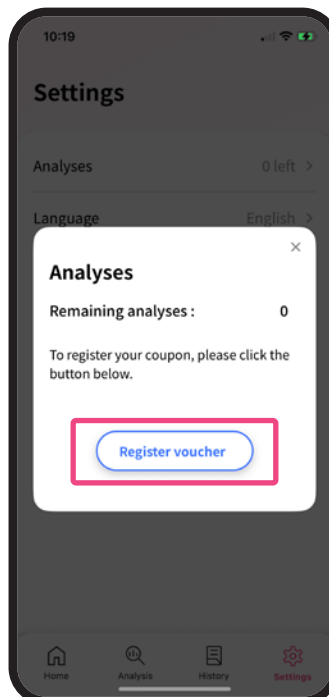 10:19
Settings
Analyses 0 left >
Language English >
×
Analyses
Remaining analyses : 0
To register your coupon, please click the
button below.
Register voucher
Home Analysis History Settings